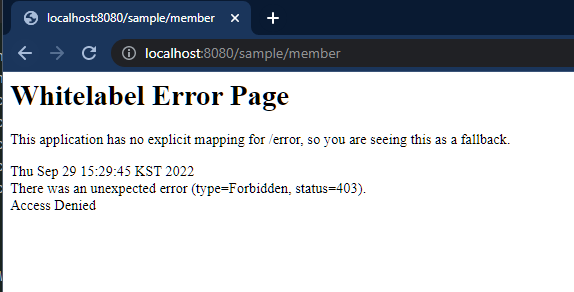 localhost:8080/sample/member
localhost:8080/sample/member
Whitelabel Error Page
This application has no explicit mapping for /error, so you are seeing this as a fallback.
Thu Sep 29 15:29:45 KST 2022
There was an unexpected error (type=Forbidden, status=403).
Access Denied